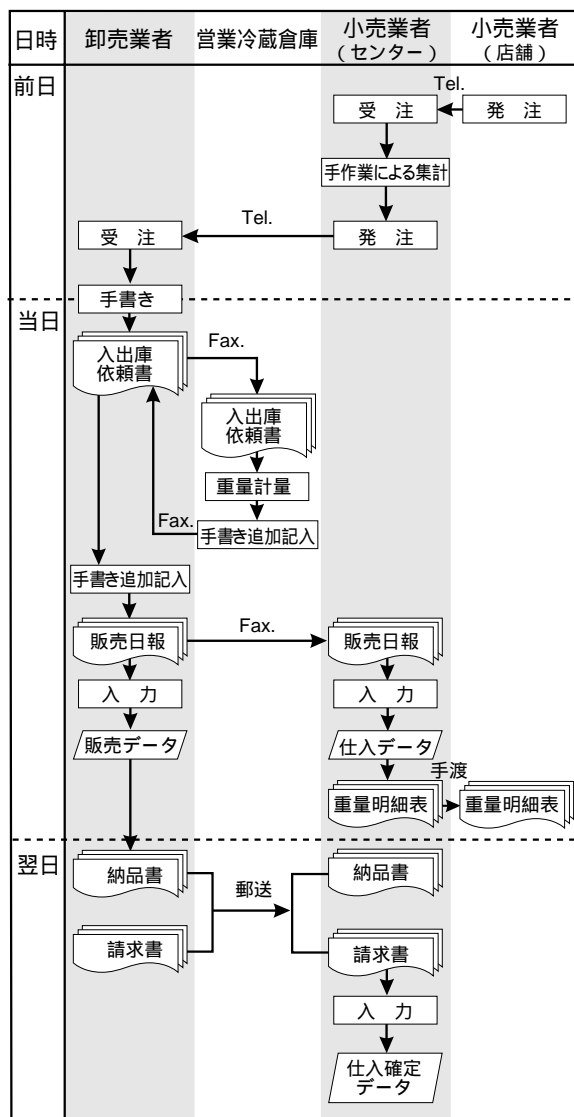 日時
卸売業者
営業冷蔵倉庫
小売業者
（センター）
小売業者
（店舗）
前日
Tel.
受 注
発 注
手作業による集計
Tel.
受 注
発 注
手書き
当日
入出庫
依頼書
Fax.
入出庫
依頼書
重量計量
Fax.
手書き追加記入
手書き追加記入
販売日報
Fax.
販売日報
入 力
入 力
販売データ
仕入データ
手渡
重量明細表
重量明細表
翌日
納品書
郵送
納品書
請求書
請求書
入 力
仕入確定
データ